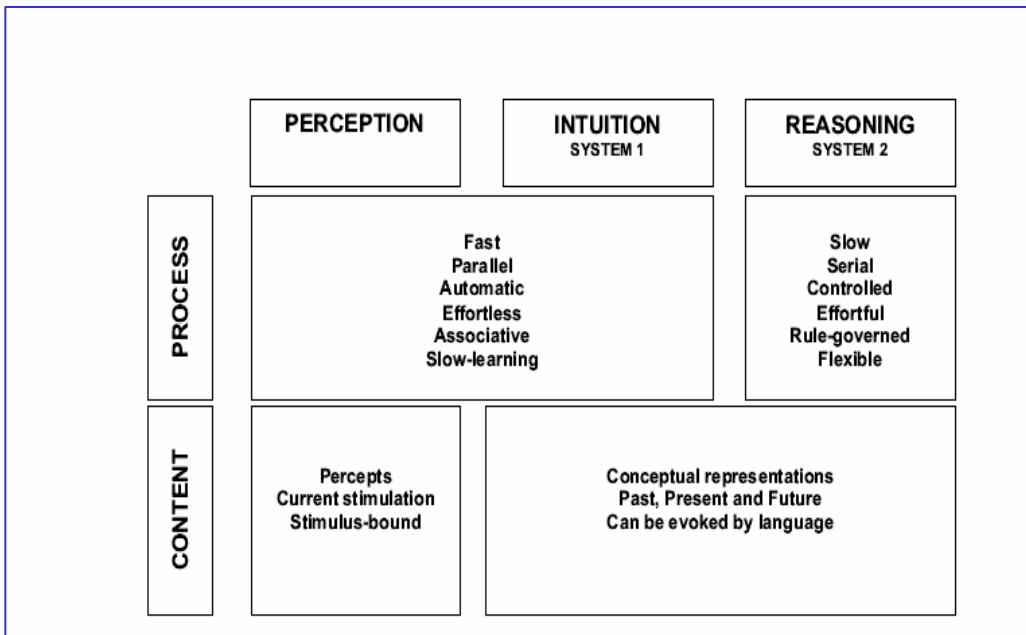 PERCEPTION
INTUITION
SYSTEM 1
REASONING
SYSTEM 2
PROCESS
Fast
Parallel
Automatic
Effortless
Associative
Slow-learning
Slow
Serial
Controlled
Effortful
Rule-governed
Flexible
CONTENT
Percepts
Current stimulation
Stimulus-bound
Conceptual representations
Past, Present and Future
Can be evoked by language